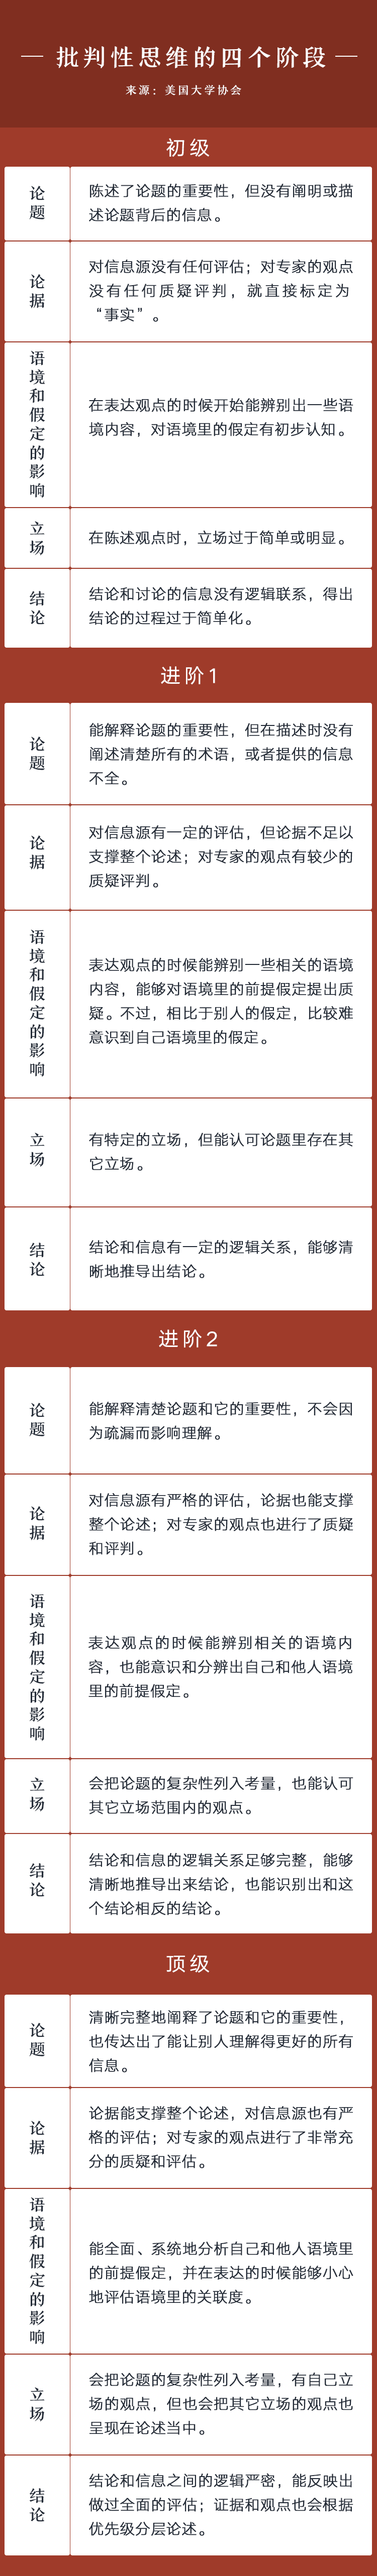 批判性思维的四个阶段
来源：美国大学协会
初级
论题
陈述了论题的重要性，但没有阐明或描
述论题背后的信息。
论据
对信息源没有任何评估；对专家的观点
没有任何质疑评判，就直接标定为
“事实”。
语境和假定的影响
在表达观点的时候开始能辨别出一些语
境内容，对语境里的假定有初步认知。
立场
在陈述观点时，立场过于简单或明显。
结论
结论和讨论的信息没有逻辑联系，得出
结论的过程过于简单化。
进阶1
论题
能解释论题的重要性，但在描述时没有
阐述清楚所有的术语，或者提供的信息
不全。
论据
对信息源有一定的评估，但论据不足以
支撑整个论述；对专家的观点有较少的
质疑评判。
语境和假定的影响
表达观点的时候能辨别一些相关的语境
内容，能够对语境里的前提假定提出质
疑。不过，相比于别人的假定，比较难
意识到自己语境里的假定。
立场
有特定的立场，但能认可论题里存在其
它立场。
结论
结论和信息有一定的逻辑关系，能够清
晰地推导出结论。
进阶2
论题
能解释清楚论题和它的重要性，不会因
为疏漏而影响理解。
论据
对信息源有严格的评估，论据也能支撑
整个论述；对专家的观点也进行了质疑
和评判。
语境和假定的影响
表达观点的时候能辨别相关的语境内
容，也能意识和分辨出自己和他人语境
里的前提假定。
立场
会把论题的复杂性列入考量，也能认可
其它立场范围内的观点。
结论
结论和信息的逻辑关系足够完整，能够
清晰地推导出来结论，也能识别出和这
个结论相反的结论。
顶级
论题
清晰完整地阐释了论题和它的重要性，
也传达出了能让别人理解得更好的所有
信息。
论据
论据能支撑整个论述，对信息源也有严
格的评估；对专家的观点进行了非常充
分的质疑和评估。
语境和假定的影响
能全面、系统地分析自己和他人语境里
的前提假定，并在表达的时候能够小心
地评估语境里的关联度。
立场
会把论题的复杂性列入考量，有自己立
场的观点，但也会把其它立场的观点也
呈现在论述当中。
结论
结论和信息之间的逻辑严密，能反映出
做过全面的评估；证据和观点也会根据
优先级分层论述。